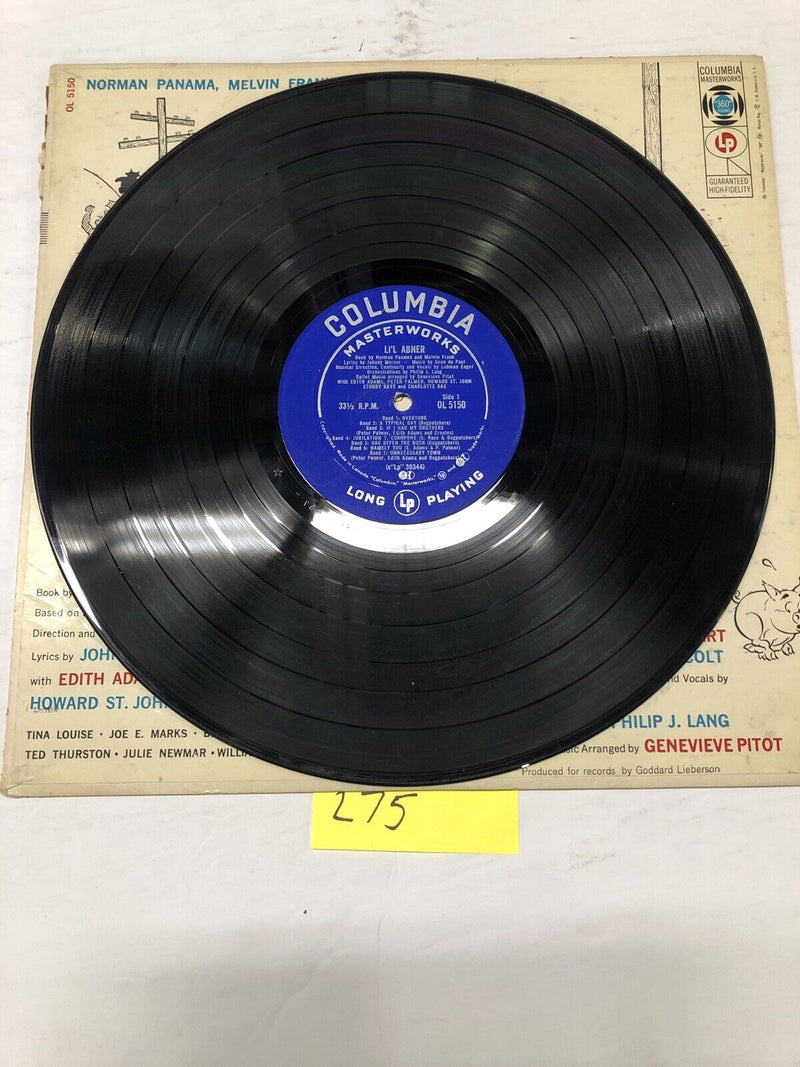 OL 5150
NORMAN PANAMA, MELVIN FRAN
COLUMBIA
MASTERWORKS
"360"
LP
GUARANTEED
HIGH-FIDELITY
COLUMBIA
MASTERWORKS
LI'L ABNER
Book by Norman Panama and Melvin Frank
Lyrics by Johnny Mercer - Music by Gene de Paul
Musical Direction, Continuity and Vocals by Lehman Engel
Orchestrations by Philip J. Lang
Ballet Music arranged by Genevieve Pitot
With EDITH ADAMS, PETER PALMER, HOWARD ST. JOHN
STUBBY KAYE and CHARLOTTE RAE
Side 1
33⅓ R.P.M.
OL 5150
Band 1: OVERTURE
Band 2: A TYPICAL DAY (Dogpatchers)
Band 3: IF I HAD MY DRUTHERS
(Peter Palmer, Edith Adams and Cronies)
Band 4: JUBILATION T. CORNPONE (S. Kaye & Dogpatchers)
Band 5: RAG OFFEN THE BUSH (Dogpatchers)
Band 6: NAMELY YOU (E. Adams & P. Palmer)
Band 7: UNNECESSARY TOWN
(Peter Palmer, Edith Adams and Dogpatchers)
(x"Lp" 39344)
LONG LP PLAYING
Book by
Based on
Direction and
Lyrics by JOHN
with EDITH ADA
HOWARD ST. JOH
TINA LOUISE • JOE E. MARKS •
TED THURSTON • JULIE NEWMAR • WILLIA
RT
COLT
nd Vocals by
PHILIP J. LANG
ic Arranged by GENEVIEVE PITOT
Produced for records by Goddard Lieberson
275